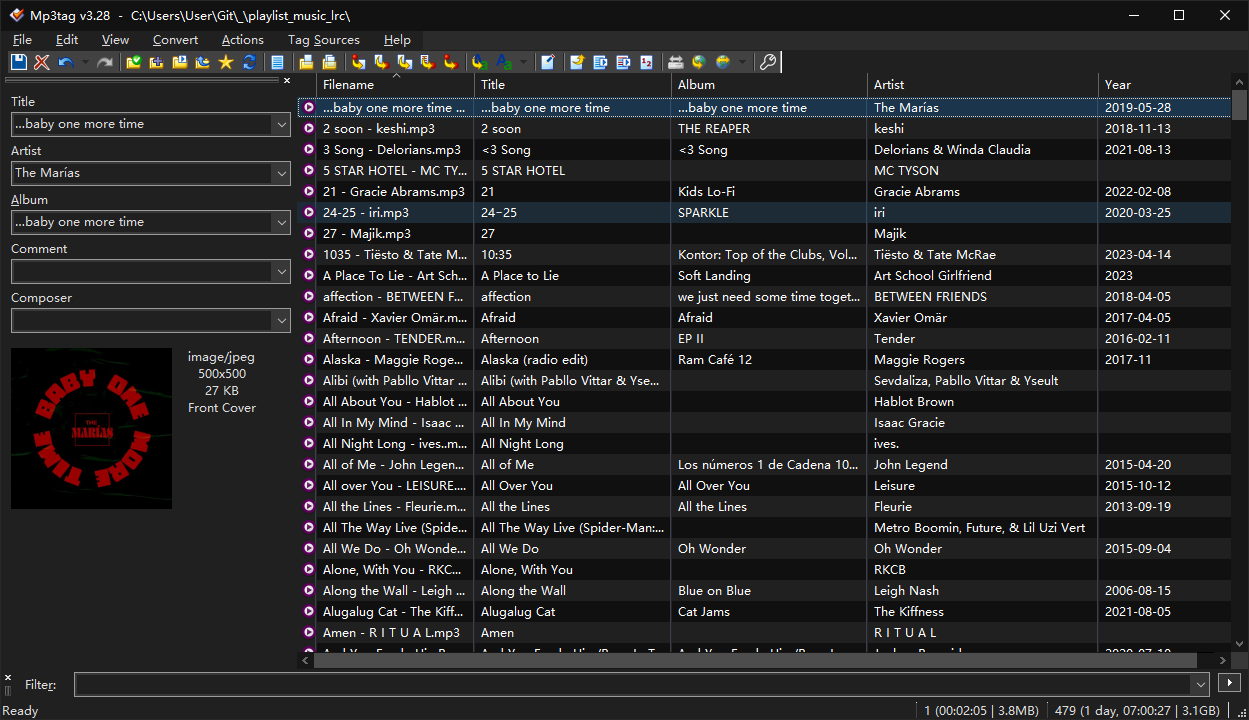 Mp3tag v3.28 - C:\Users\User\Git\_\playlist_music_lrc\
File Edit View Convert Actions Tag Sources Help
Title
...baby one more time
Artist
The Marías
Album
...baby one more time
Comment
Composer
BABY ONE MORE TIME
THE
MARÍAS
image/jpeg
500x500
27 KB
Front Cover
Filename Title Album Artist Year
...baby one more time ... ...baby one more time ...baby one more time The Marías 2019-05-28
2 soon - keshi.mp3 2 soon THE REAPER keshi 2018-11-13
3 Song - Delorians.mp3 <3 Song <3 Song Delorians & Winda Claudia 2021-08-13
5 STAR HOTEL - MC TY... 5 STAR HOTEL MC TYSON
21 - Gracie Abrams.mp3 21 Kids Lo-Fi Gracie Abrams 2022-02-08
24-25 - iri.mp3 24−25 SPARKLE iri 2020-03-25
27 - Majik.mp3 27 Majik
1035 - Tiësto & Tate M... 10:35 Kontor: Top of the Clubs, Vol... Tiësto & Tate McRae 2023-04-14
A Place To Lie - Art Sch... A Place to Lie Soft Landing Art School Girlfriend 2023
affection - BETWEEN F... affection we just need some time toget... BETWEEN FRIENDS 2018-04-05
Afraid - Xavier Omär.m... Afraid Afraid Xavier Omär 2017-04-05
Afternoon - TENDER.m... Afternoon EP II Tender 2016-02-11
Alaska - Maggie Roge... Alaska (radio edit) Ram Café 12 Maggie Rogers 2017-11
Alibi (with Pabllo Vittar ... Alibi (with Pabllo Vittar & Yse... Sevdaliza, Pabllo Vittar & Yseult
All About You - Hablot ... All About You Hablot Brown
All In My Mind - Isaac ... All In My Mind Isaac Gracie
All Night Long - ives..m... All Night Long ives.
All of Me - John Legen... All of Me Los números 1 de Cadena 10... John Legend 2015-04-20
All over You - LEISURE.... All Over You All Over You Leisure 2015-10-12
All the Lines - Fleurie.m... All the Lines All the Lines Fleurie 2013-09-19
All The Way Live (Spide... All The Way Live (Spider-Man:... Metro Boomin, Future, & Lil Uzi Vert
All We Do - Oh Wonde... All We Do Oh Wonder Oh Wonder 2015-09-04
Alone, With You - RKC... Alone, With You RKCB
Along the Wall - Leigh ... Along the Wall Blue on Blue Leigh Nash 2006-08-15
Alugalug Cat - The Kiff... Alugalug Cat Cat Jams The Kiffness 2021-08-05
Amen - R I T U A L.mp3 Amen R I T U A L
Filter:
Ready 1 (00:02:05 | 3.8MB) 479 (1 day, 07:00:27 | 3.1GB)